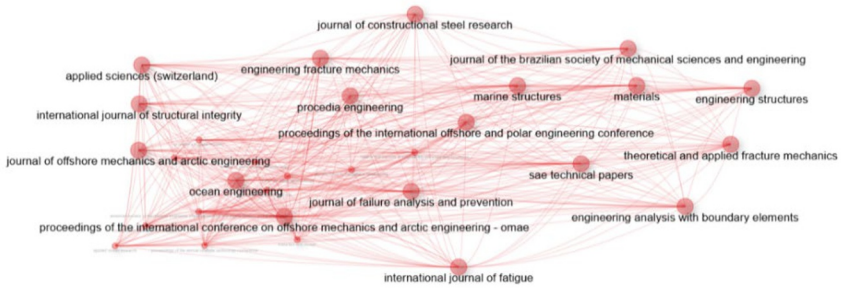 journal of constructional steel research
journal of the brazilian society of mechanical sciences and engineering
engineering fracture mechanics
applied sciences (switzerland)
marine structures
materials
engineering structures
procedia engineering
international journal of structural integrity
proceedings of the international offshore and polar engineering conference
theoretical and applied fracture mechanics
journal of offshore mechanics and arctic engineering
sae technical papers
ocean engineering
journal of failure analysis and prevention
engineering analysis with boundary elements
proceedings of the international conference on offshore mechanics and arctic engineering - omae
international journal of fatigue